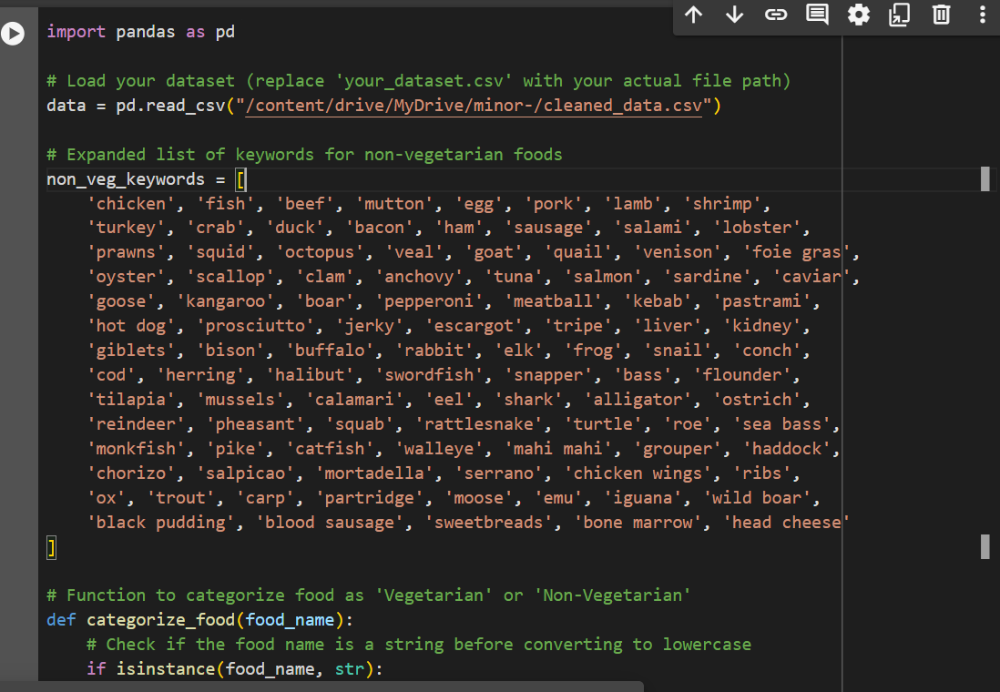 import pandas as pd
# Load your dataset (replace 'your_dataset.csv' with your actual file path)
data = pd.read_csv("/content/drive/MyDrive/minor-/cleaned_data.csv")
# Expanded list of keywords for non-vegetarian foods
non_veg_keywords = [
    'chicken', 'fish', 'beef', 'mutton', 'egg', 'pork', 'lamb', 'shrimp',
    'turkey', 'crab', 'duck', 'bacon', 'ham', 'sausage', 'salami', 'lobster',
    'prawns', 'squid', 'octopus', 'veal', 'goat', 'quail', 'venison', 'foie gras',
    'oyster', 'scallop', 'clam', 'anchovy', 'tuna', 'salmon', 'sardine', 'caviar',
    'goose', 'kangaroo', 'boar', 'pepperoni', 'meatball', 'kebab', 'pastrami',
    'hot dog', 'prosciutto', 'jerky', 'escargot', 'tripe', 'liver', 'kidney',
    'giblets', 'bison', 'buffalo', 'rabbit', 'elk', 'frog', 'snail', 'conch',
    'cod', 'herring', 'halibut', 'swordfish', 'snapper', 'bass', 'flounder',
    'tilapia', 'mussels', 'calamari', 'eel', 'shark', 'alligator', 'ostrich',
    'reindeer', 'pheasant', 'squab', 'rattlesnake', 'turtle', 'roe', 'sea bass',
    'monkfish', 'pike', 'catfish', 'walleye', 'mahi mahi', 'grouper', 'haddock',
    'chorizo', 'salpicao', 'mortadella', 'serrano', 'chicken wings', 'ribs',
    'ox', 'trout', 'carp', 'partridge', 'moose', 'emu', 'iguana', 'wild boar',
    'black pudding', 'blood sausage', 'sweetbreads', 'bone marrow', 'head cheese'
]
# Function to categorize food as 'Vegetarian' or 'Non-Vegetarian'
def categorize_food(food_name):
    # Check if the food name is a string before converting to lowercase
    if isinstance(food_name, str):